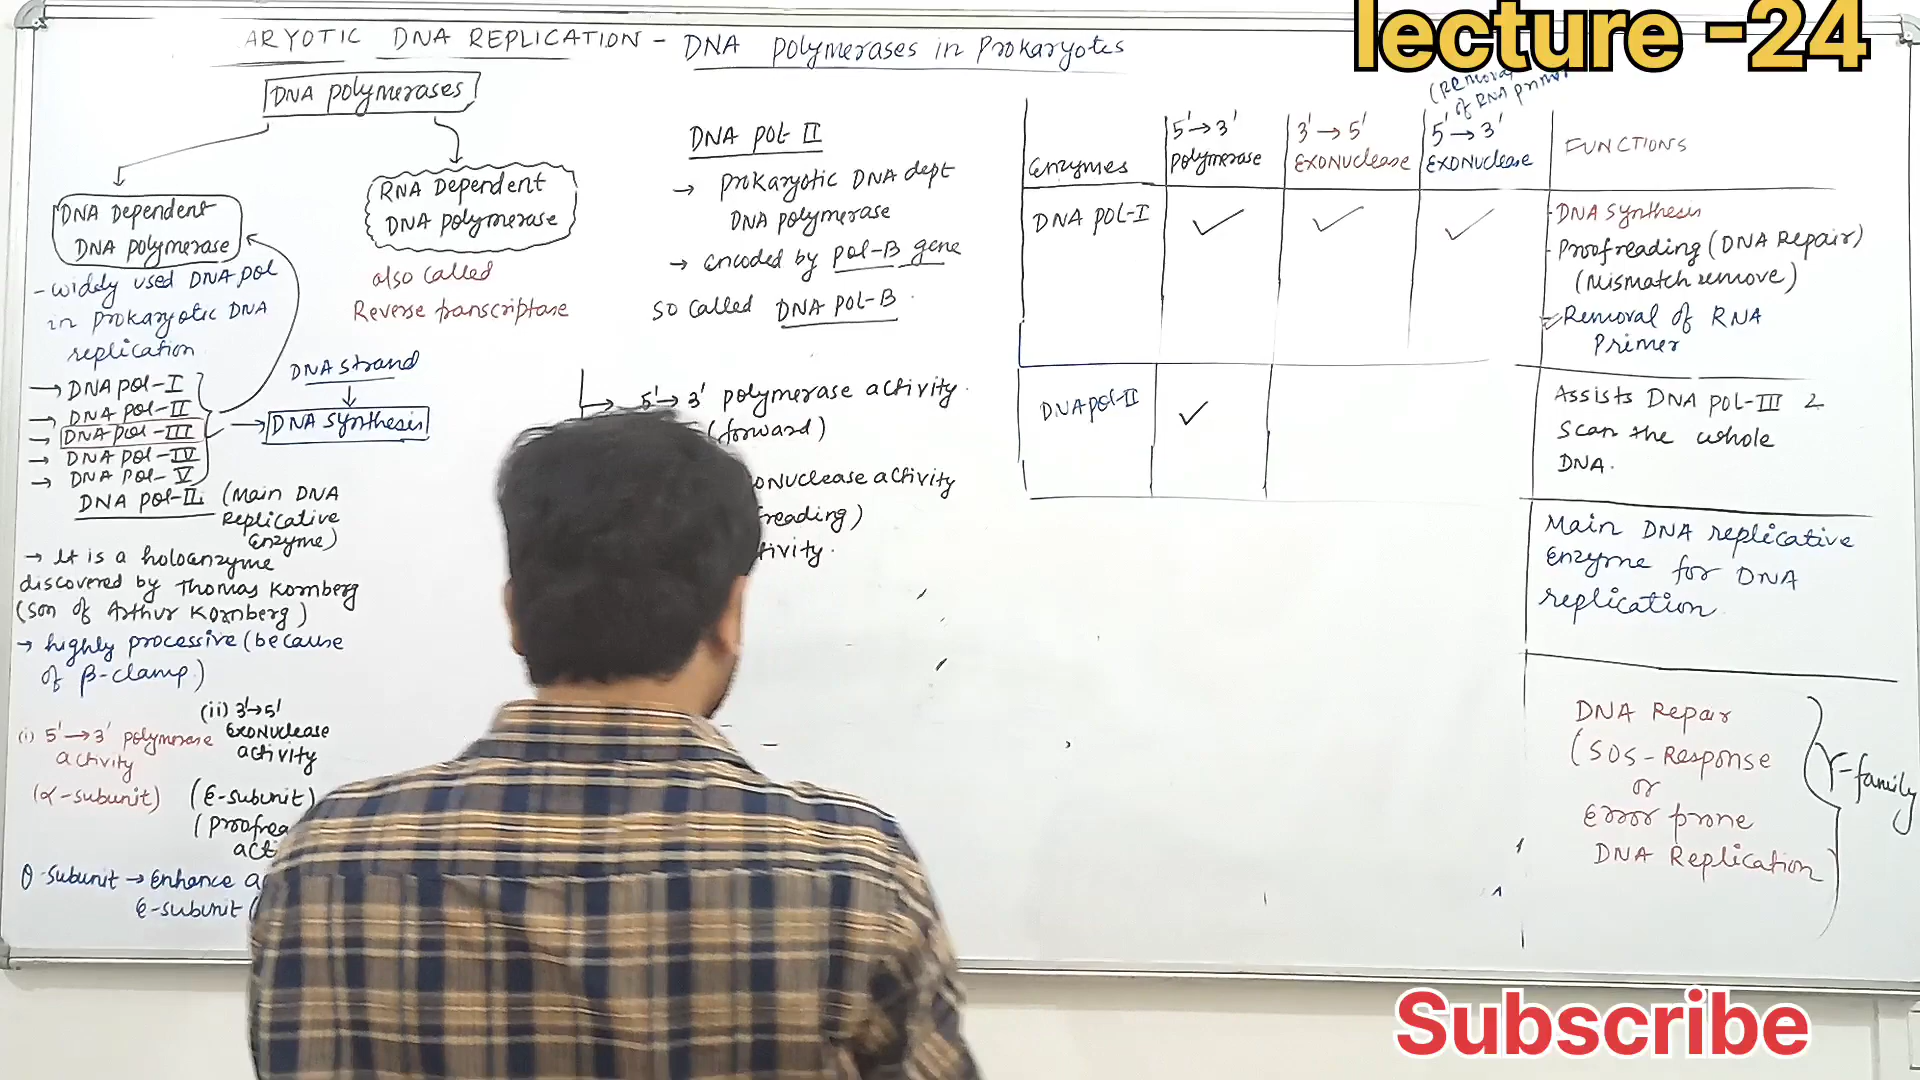 lecture -24
ARYOTIC DNA REPLICATION - DNA Polymerases in Prokaryotes
DNA Polymerases
DNA Dependent
DNA polymerase
RNA Dependent
DNA polymerase
also called
Reverse transcriptase
- widely used DNA pol
in prokaryotic DNA
replication
→ DNA pol-I
→ DNA pol-II
→ DNA pol-III
→ DNA pol-IV
→ DNA pol-V
DNA strand
→ DNA synthesis
DNA pol-III (Main DNA
Replicative
Enzyme)
→ It is a holoenzyme
discovered by Thomas Kornberg
(son of Arthur Kornberg)
→ highly processive (because
of β-clamp)
(i) 5'→3' polymerase
activity
(α-subunit)
(ii) 3'→5'
Exonuclease
activity
(ε-subunit)
(Proofrea
act
θ-subunit → Enhance a
ε-subunit (
DNA Pol II
→ Prokaryotic DNA dept
DNA polymerase
→ encoded by pol-B gene
so called DNA pol-B.
→ 5'→3' polymerase activity.
(forward)
onuclease activity
freading)
tivity.
(Removal
of RNA primer
Enzymes
5'→3'
Polymerase
3'→5'
Exonuclease
5'→3'
Exonuclease
FUNCTIONS
DNA Pol-I ✓ ✓ ✓
- DNA synthesis
- Proofreading (DNA Repair)
(Mismatch remove)
- Removal of RNA
Primer
DNA pol-II ✓
Assists DNA pol-III &
Scan the whole
DNA.
Main DNA replicative
Enzyme for DNA
replication
DNA Repair
(SOS-Response
or
Error prone
DNA Replication)
Y-family
Subscribe